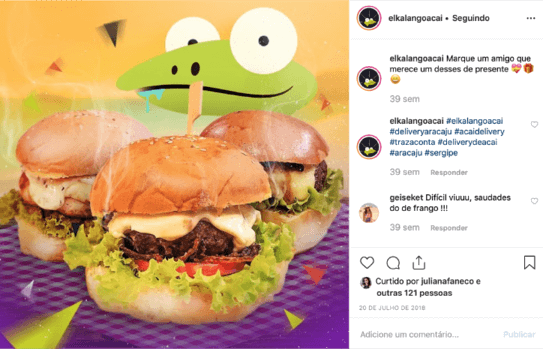 elkalangoacai • Seguindo
elkalangoacai Marque um amigo que
merece um desses de presente
39 sem
elkalangoacai #elkalangoacai
#deliveryaracaju #acaidelivery
#trazaconta #deliverydeacai
#aracaju #sergipe
39 sem Responder
geiseket Difícil viuuu, saudades
do de frango !!!
39 sem Responder
Curtido por julianafaneco e
outras 121 pessoas
20 DE JULHO DE 2018
Adicione um comentário... Publicar